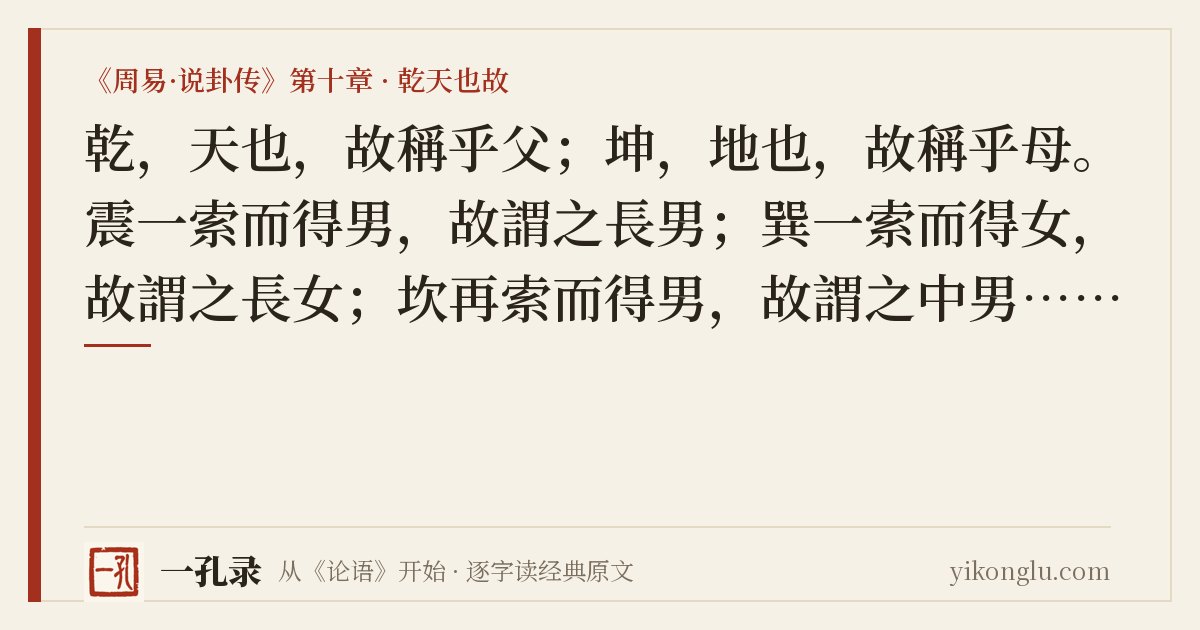 《周易·说卦传》第十章 · 乾天也故
乾，天也，故稱乎父；坤，地也，故稱乎母。
震一索而得男，故謂之長男；巽一索而得女，
故謂之長女；坎再索而得男，故謂之中男……
一孔
一孔录
从《论语》开始 · 逐字读经典原文
yikonglu.com